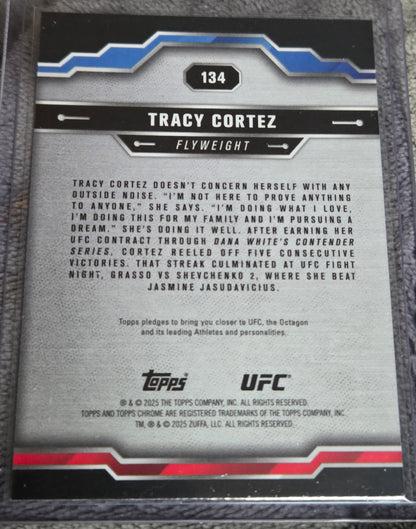 134
TRACY CORTEZ
FLYWEIGHT
TRACY CORTEZ DOESN'T CONCERN HERSELF WITH ANY
OUTSIDE NOISE. "I'M NOT HERE TO PROVE ANYTHING
TO ANYONE," SHE SAYS. "I'M DOING WHAT I LOVE,
I'M DOING THIS FOR MY FAMILY AND I'M PURSUING A
DREAM." SHE'S DOING IT WELL. AFTER EARNING HER
UFC CONTRACT THROUGH DANA WHITE'S CONTENDER
SERIES, CORTEZ REELED OFF FIVE CONSECUTIVE
VICTORIES. THAT STREAK CULMINATED AT UFC FIGHT
NIGHT, GRASSO VS SHEVCHENKO 2, WHERE SHE BEAT
JASMINE JASUDAVICIUS.
Topps pledges to bring you closer to UFC, the Octagon
and its leading Athletes and personalities.
Topps UFC®
® & © 2025 THE TOPPS COMPANY, INC. ALL RIGHTS RESERVED.
TOPPS AND TOPPS CHROME ARE REGISTERED TRADEMARKS OF THE TOPPS COMPANY, INC.
TM, ® & © 2025 ZUFFA, LLC. ALL RIGHTS RESERVED.